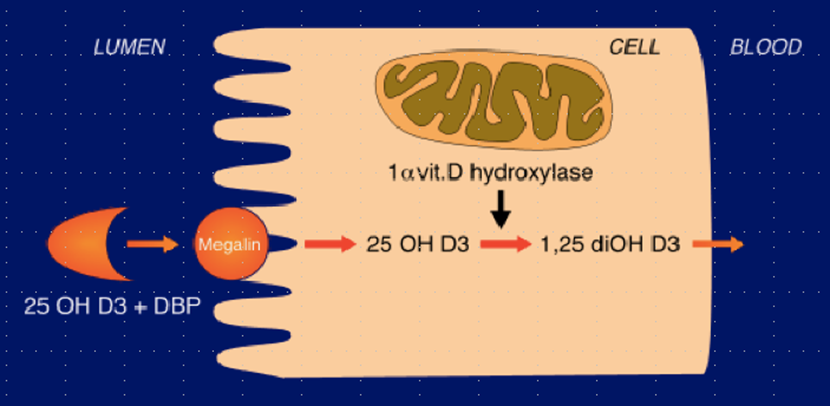 LUMEN
CELL
BLOOD
1αvit.D hydroxylase
Megalin
25 OH D3
1,25 diOH D3
25 OH D3 + DBP